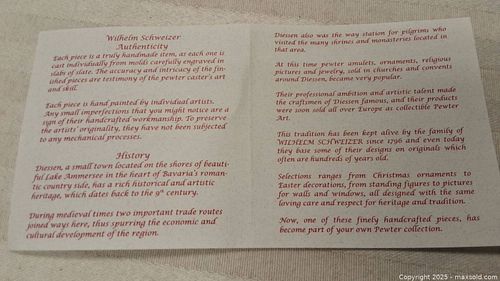 Wilhelm Schweizer
Authenticity
Each piece is a truly handmade item, as each one is
cast individually from molds carefully engraved in
slabs of slate. The accuracy and intricacy of the fin-
ished pieces are testimony of the pewter caster's art
and skill.
Each piece is hand painted by individual artists.
Any small imperfections that you might notice are a
sign of their handcrafted workmanship. To preserve
the artists' originality, they have not been subjected
to any mechanical processes.
History
Diessen, a small town located on the shores of beauti-
ful Lake Ammersee in the heart of Bavaria's roman-
tic country side, has a rich historical and artistic
heritage, which dates back to the 9th century.
During medieval times two important trade routes
joined ways here, thus spurring the economic and
cultural development of the region.
Diessen also was the way station for pilgrims who
visited the many shrines and monasteries located in
that area.
At this time pewter amulets, ornaments, religious
pictures and jewelry, sold in churches and convents
around Diessen, became very popular.
Their professional ambition and artistic talent made
the craftsmen of Diessen famous, and their products
were soon sold all over Europe as collectible Pewter
Art.
This tradition has been kept alive by the family of
WILHELM SCHWEIZER since 1796 and even today
they base some of their designs on originals which
often are hundreds of years old.
Selections range from Christmas ornaments to
Easter decorations, from standing figures to pictures
for walls and windows, all designed with the same
loving care and respect for heritage and tradition.
Now, one of these finely handcrafted pieces, has
become part of your own Pewter collection.
Copyright 2025 - maxsold.com